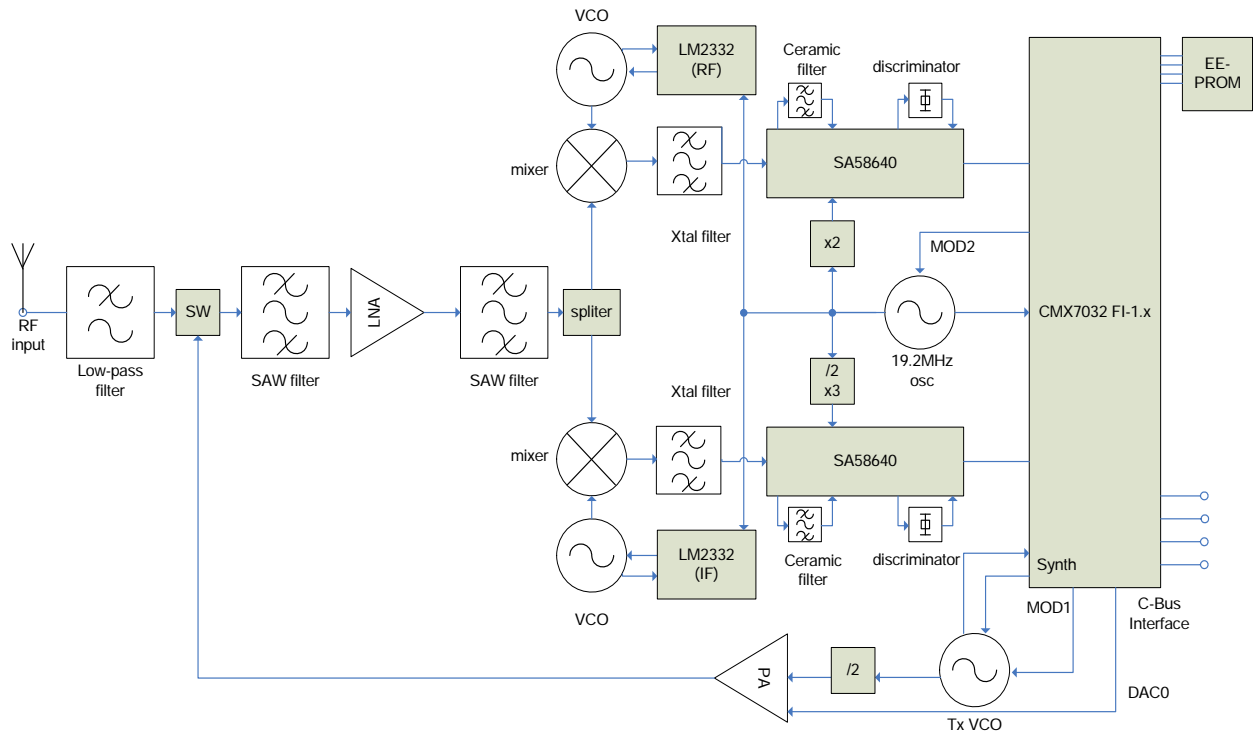 VCO
LM2332
(RF)
Ceramic
filter
discriminator
EE-
PROM
mixer
SA58640
Xtal filter
x2
MOD2
RF
input
Low-pass
filter
SW
SAW filter
LNA
SAW filter
spliter
19.2MHz
osc
CMX7032 FI-1.x
Xtal filter
/2
x3
mixer
SA58640
VCO
LM2332
(IF)
Ceramic
filter
discriminator
Synth
MOD1
C-Bus
Interface
PA
/2
Tx VCO
DAC0